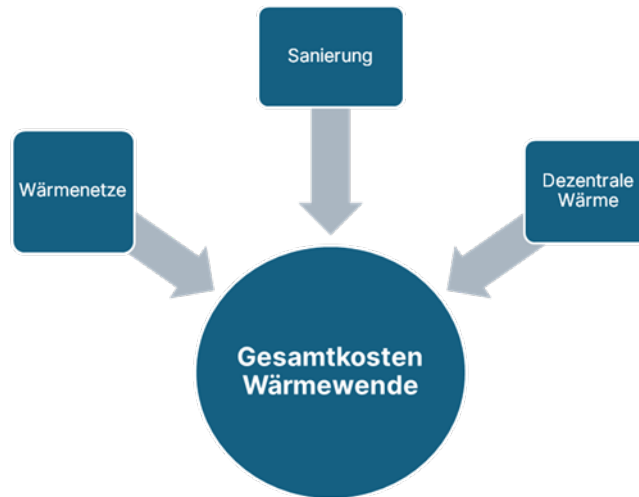 Sanierung
Wärmenetze
Dezentrale
Wärme
Gesamtkosten
Wärmewende